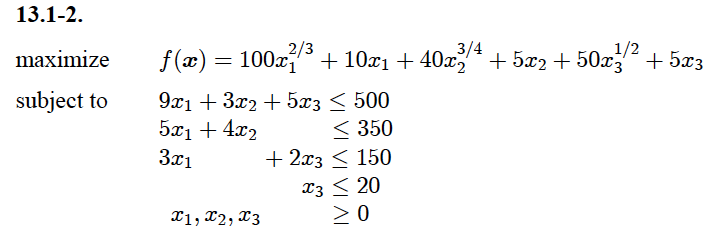 13.1-2.
maximize f(x) = 100x₁^{2/3} + 10x₁ + 40x₂^{3/4} + 5x₂ + 50x₃^{1/2} + 5x₃
subject to 9x₁ + 3x₂ + 5x₃ ≤ 500
5x₁ + 4x₂ ≤ 350
3x₁ + 2x₃ ≤ 150
x₃ ≤ 20
x₁, x₂, x₃ ≥ 0